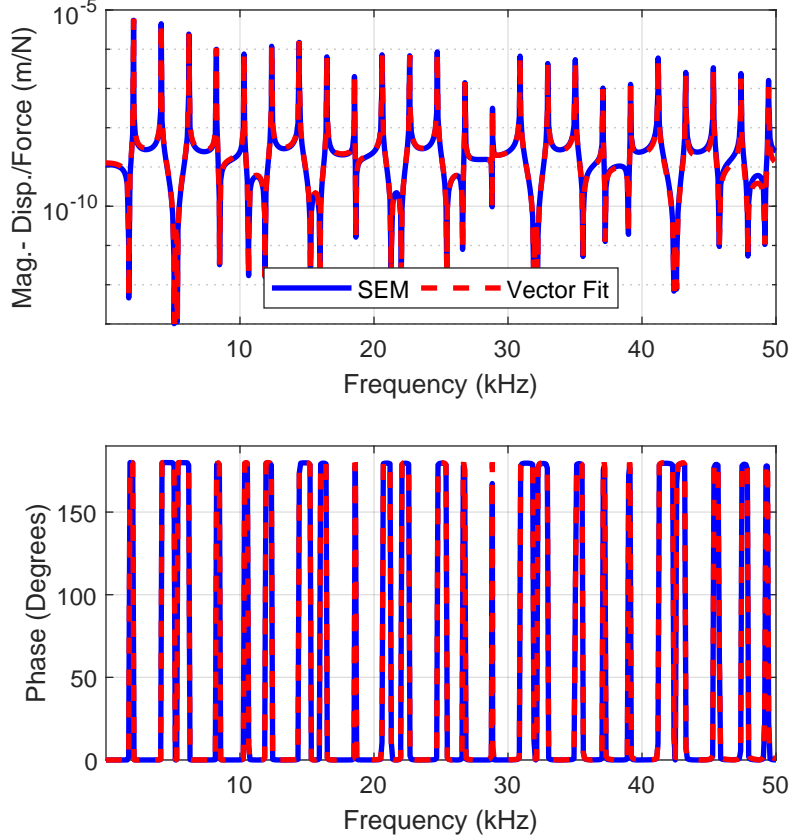 10^-5
10^-10
Mag.- Disp./Force (m/N)
SEM Vector Fit
10 20 30 40 50
Frequency (kHz)
150
100
50
0
Phase (Degrees)
10 20 30 40 50
Frequency (kHz)